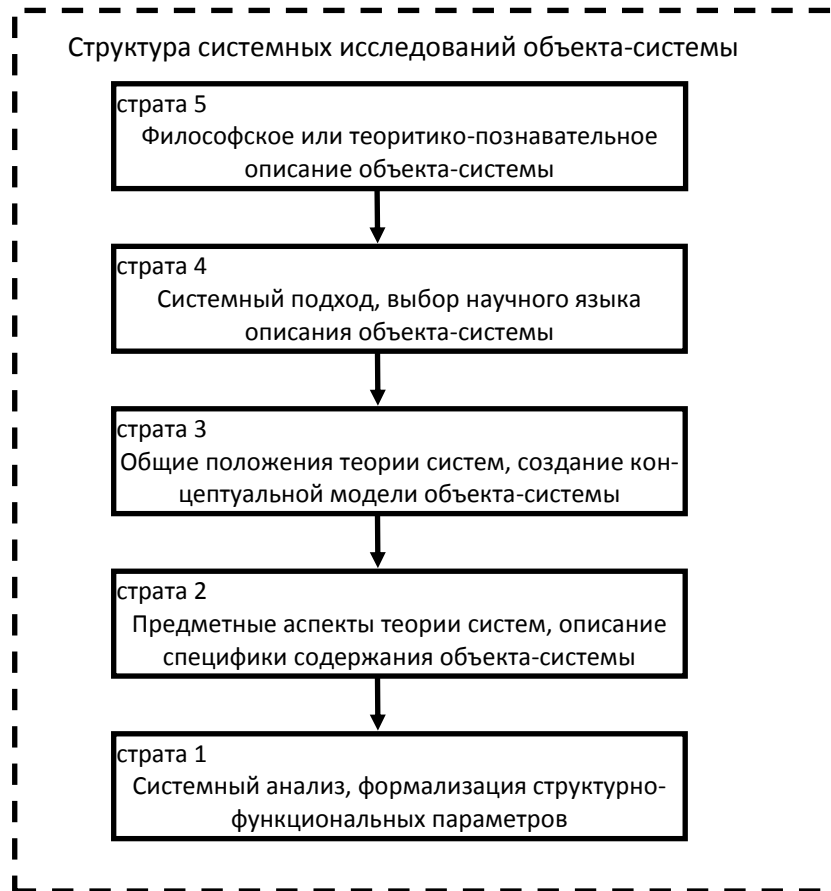 Структура системных исследований объекта-системы
страта 5
Философское или теоритико-познавательное
описание объекта-системы
страта 4
Системный подход, выбор научного языка
описания объекта-системы
страта 3
Общие положения теории систем, создание кон-
цептуальной модели объекта-системы
страта 2
Предметные аспекты теории систем, описание
специфики содержания объекта-системы
страта 1
Системный анализ, формализация структурно-
функциональных параметров